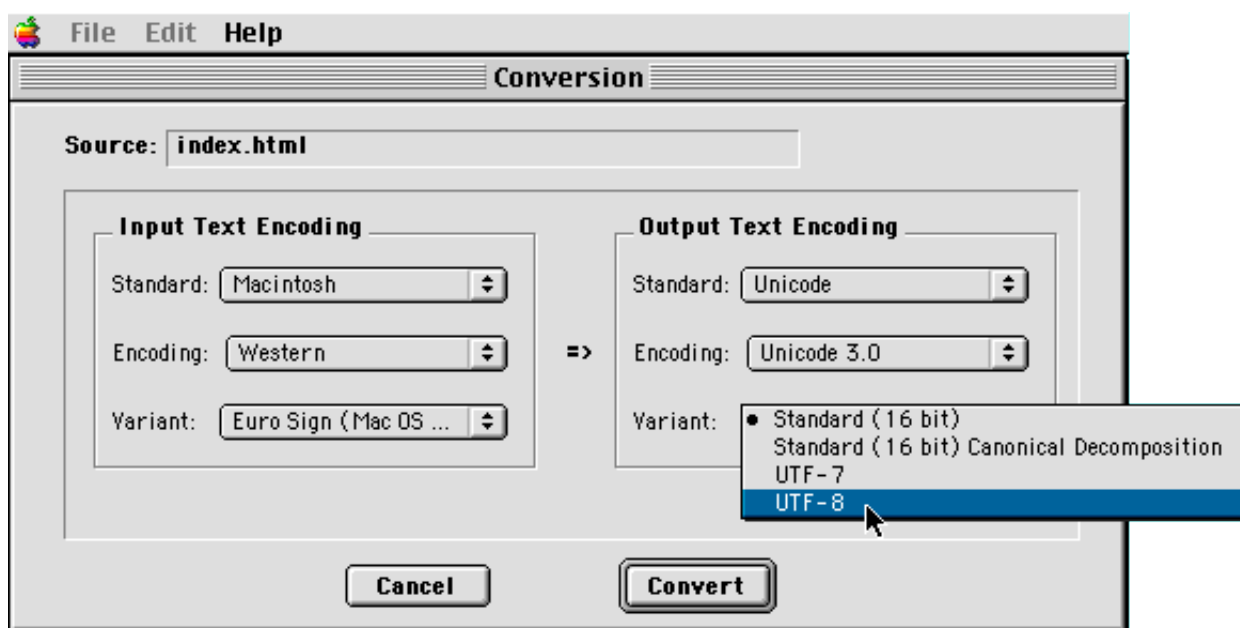 File Edit Help
Conversion
Source: index.html
Input Text Encoding
Standard: Macintosh
Encoding: Western
Variant: Euro Sign (Mac OS ...
=>
Output Text Encoding
Standard: Unicode
Encoding: Unicode 3.0
Variant:
• Standard (16 bit)
Standard (16 bit) Canonical Decomposition
UTF-7
UTF-8
Cancel
Convert